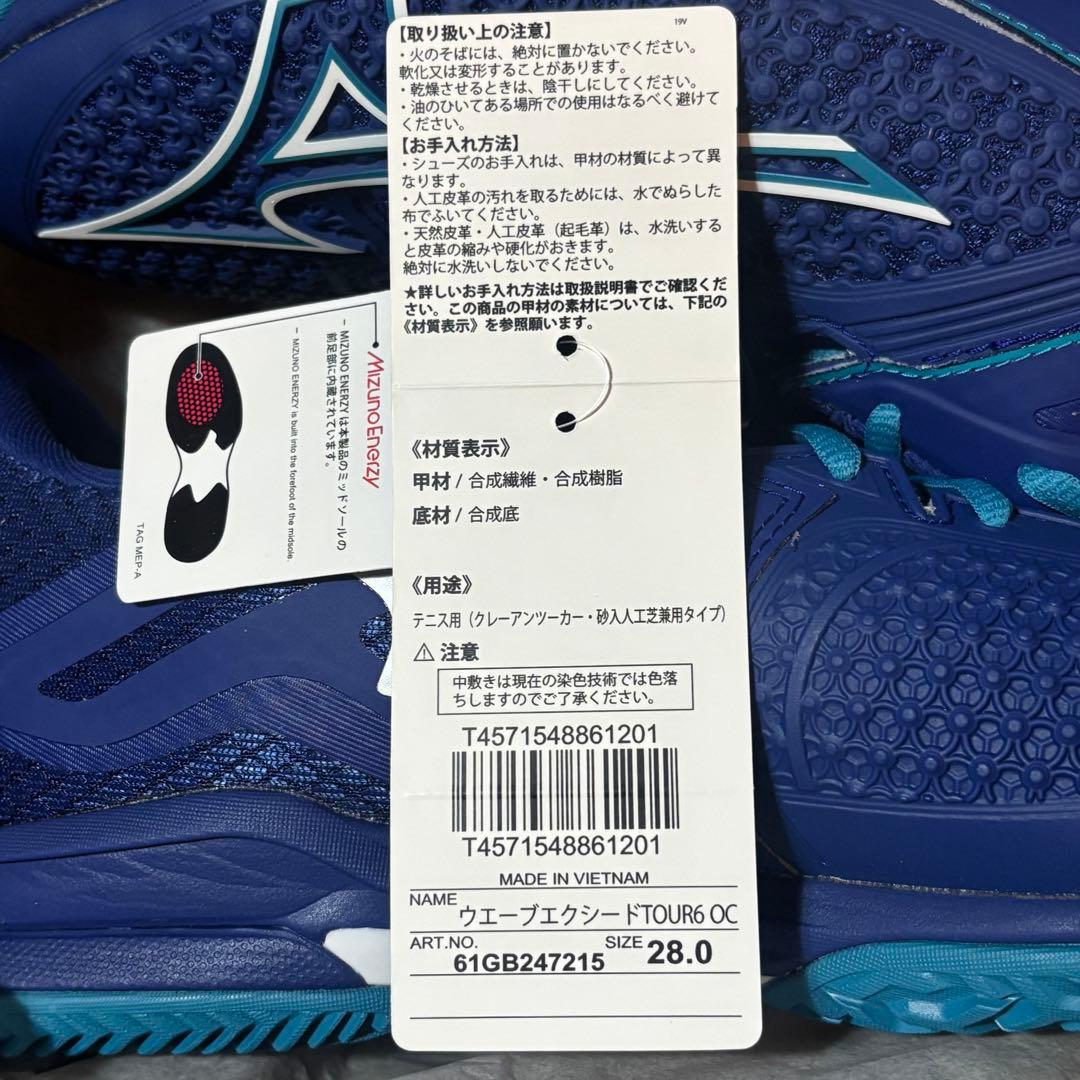 19V
【取り扱い上の注意】
・火のそばには、絶対に置かないでください。
軟化又は変形することがあります。
・乾燥させるときは、陰干しにしてください。
・油のひいてある場所での使用はなるべく避けて
ください。
【お手入れ方法】
・シューズのお手入れは、甲材の材質によって異
なります。
・人工皮革の汚れを取るためには、水でぬらした
布でふいてください。
・天然皮革・人工皮革（起毛革）は、水洗いする
と皮革の縮みや硬化がおきます。
絶対に水洗いしないでください。
★詳しいお手入れ方法は取扱説明書でご確認くだ
さい。この商品の甲材の素材については、下記の
《材質表示》を参照願います。
《材質表示》
甲材 / 合成繊維・合成樹脂
底材 / 合成底
《用途》
テニス用（クレーアンツーカー・砂入人工芝兼用タイプ）
⚠ 注意
中敷きは現在の染色技術では色落
ちしますのでご了承ください。
T4571548861201
T4571548861201
MADE IN VIETNAM
NAME ウエーブエクシードTOUR6 OC
ART.NO. 61GB247215 SIZE 28.0
MIZUNO ENERZY
– MIZUNO ENERZY は本製品のミッドソールの
前足部に内蔵されています。
– MIZUNO ENERZY is built into the forefoot of the midsole.
TAG MEP-A